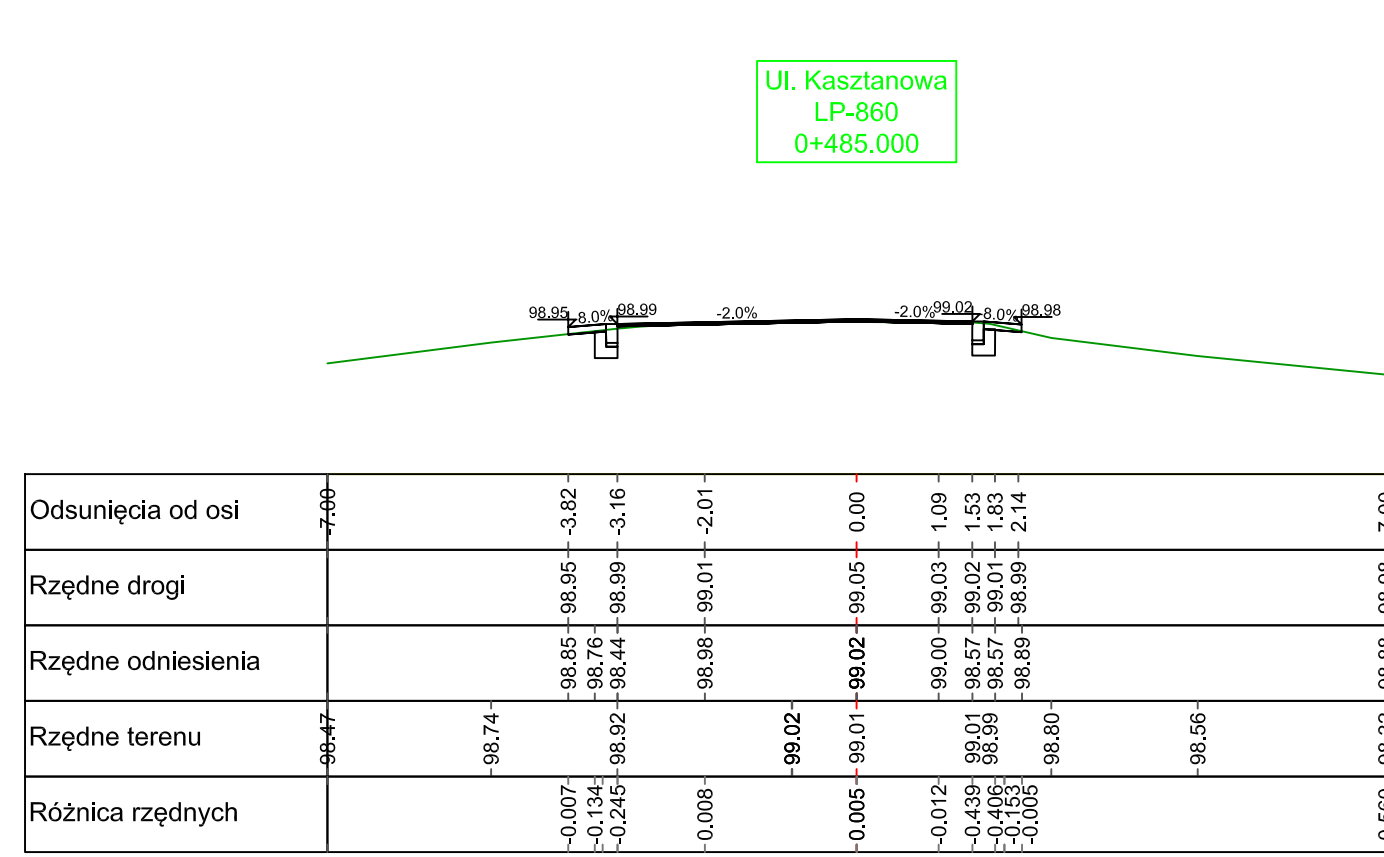 Ul. Kasztanowa
LP-860
0+485.000
98.95 -8.0% 98.99 -2.0% -2.0% 99.02 -8.0% 98.98
Odsunięcia od osi -7.00 -3.82 -3.16 -2.01 0.00 1.09 1.53 1.83 2.14
Rzędne drogi 98.95 98.99 99.01 99.05 99.03 99.02 99.01 98.99
Rzędne odniesienia 98.85 98.76 98.44 98.98 99.02 99.00 98.57 98.57 98.89
Rzędne terenu 98.47 98.74 98.92 99.02 99.01 99.01 98.99 98.80 98.56
Różnica rzędnych -0.007 -0.134 -0.245 0.008 0.005 -0.012 -0.439 -0.406 -0.153 -0.005